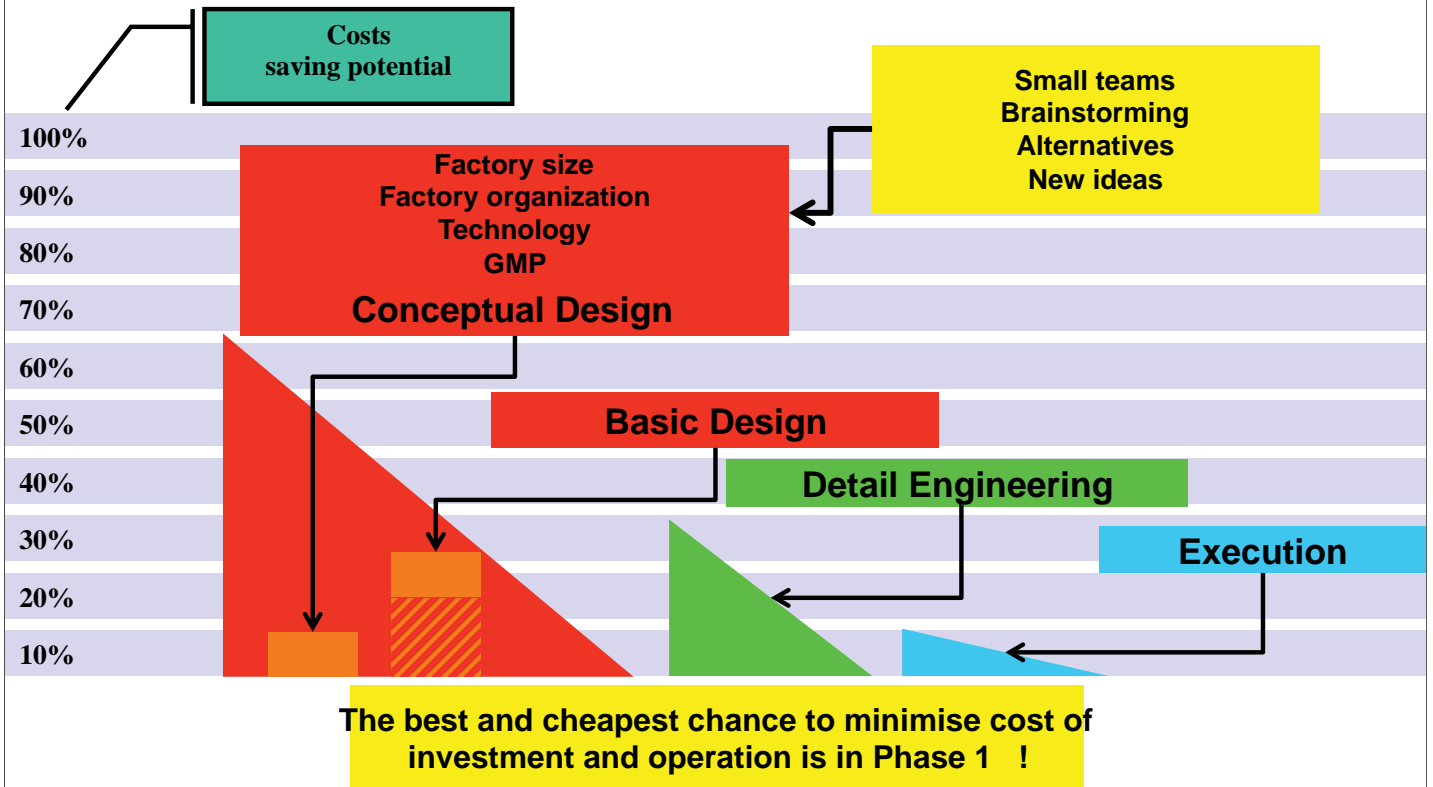 Costs
saving potential
Small teams
Brainstorming
Alternatives
New ideas
100%
90%
80%
70%
60%
50%
40%
30%
20%
10%
Factory size
Factory organization
Technology
GMP
Conceptual Design
Basic Design
Detail Engineering
Execution
The best and cheapest chance to minimise cost of
investment and operation is in Phase 1 !